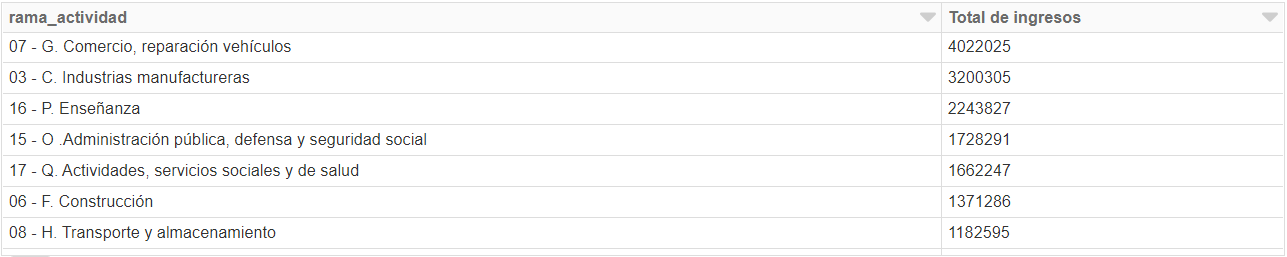 rama_actividad Total de ingresos
07 - G. Comercio, reparación vehículos 4022025
03 - C. Industrias manufactureras 3200305
16 - P. Enseñanza 2243827
15 - O .Administración pública, defensa y seguridad social 1728291
17 - Q. Actividades, servicios sociales y de salud 1662247
06 - F. Construcción 1371286
08 - H. Transporte y almacenamiento 1182595